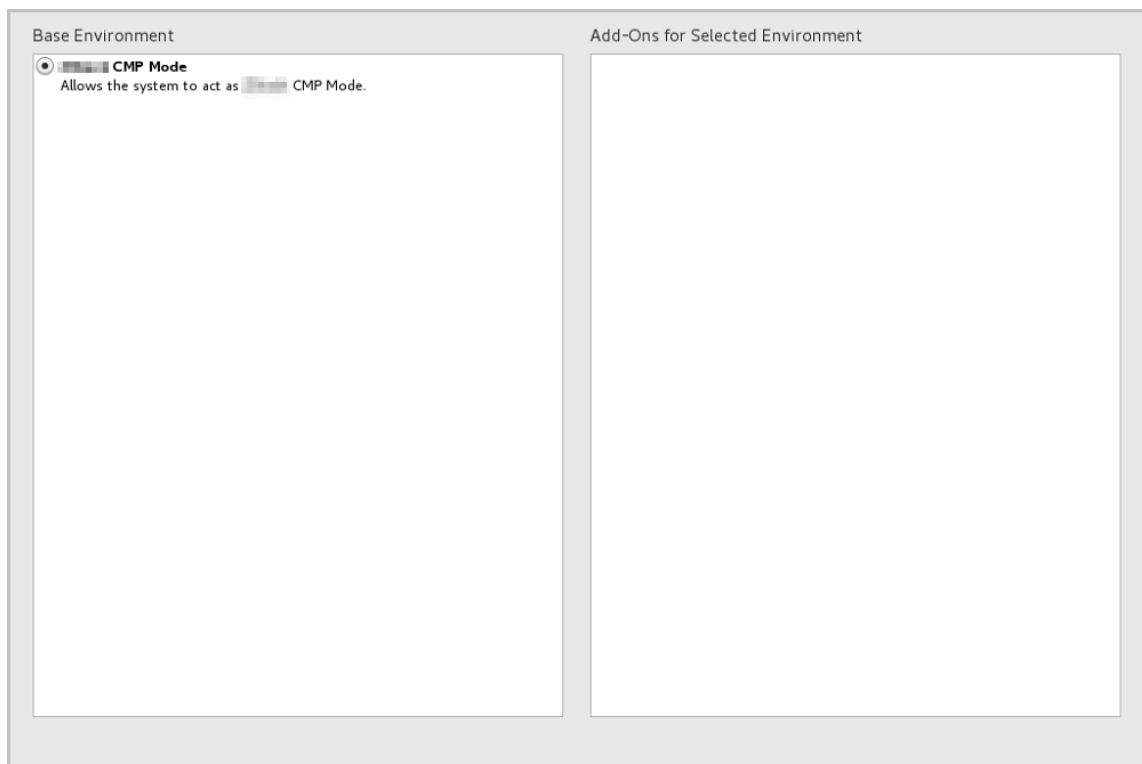 Base Environment
CMP Mode
Allows the system to act as CMP Mode.
Add-Ons for Selected Environment